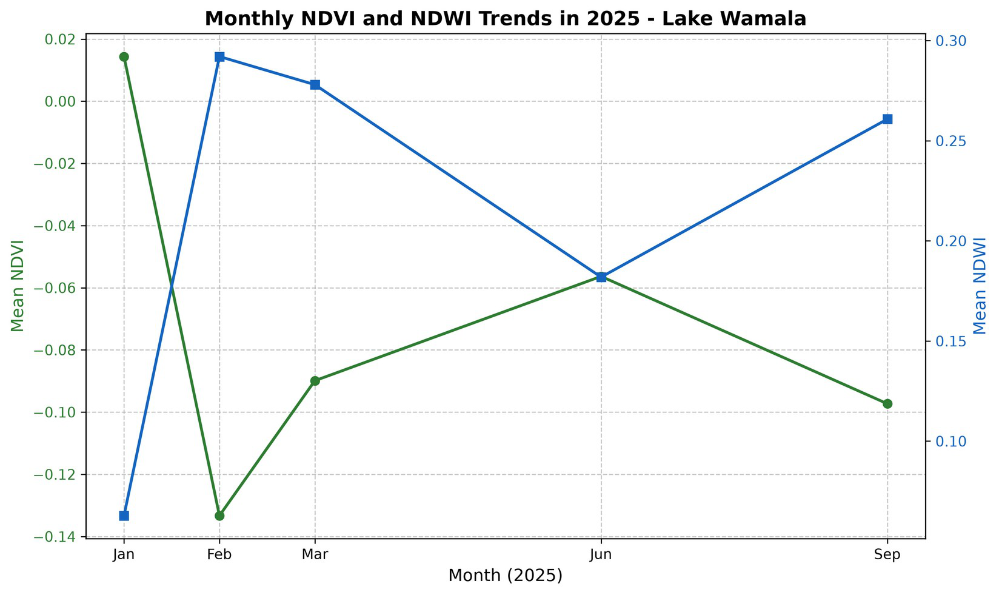 Monthly NDVI and NDWI Trends in 2025 - Lake Wamala
0.02
0.00
−0.02
−0.04
−0.06
−0.08
−0.10
−0.12
−0.14
Mean NDVI
0.30
0.25
0.20
0.15
0.10
Mean NDWI
Jan Feb Mar Jun Sep
Month (2025)